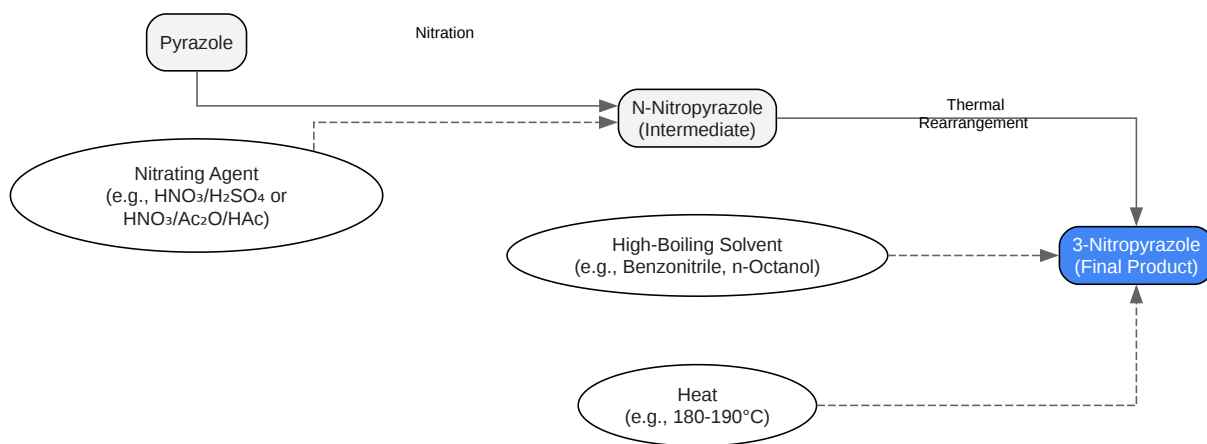 Pyrazole
Nitration
N-Nitropyrazole
(Intermediate)
Thermal
Rearrangement
Nitrating Agent
(e.g., HNO₃/H₂SO₄ or
HNO₃/Ac₂O/HAc)
High-Boiling Solvent
(e.g., Benzonitrile, n-Octanol)
3-Nitropyrazole
(Final Product)
Heat
(e.g., 180-190°C)